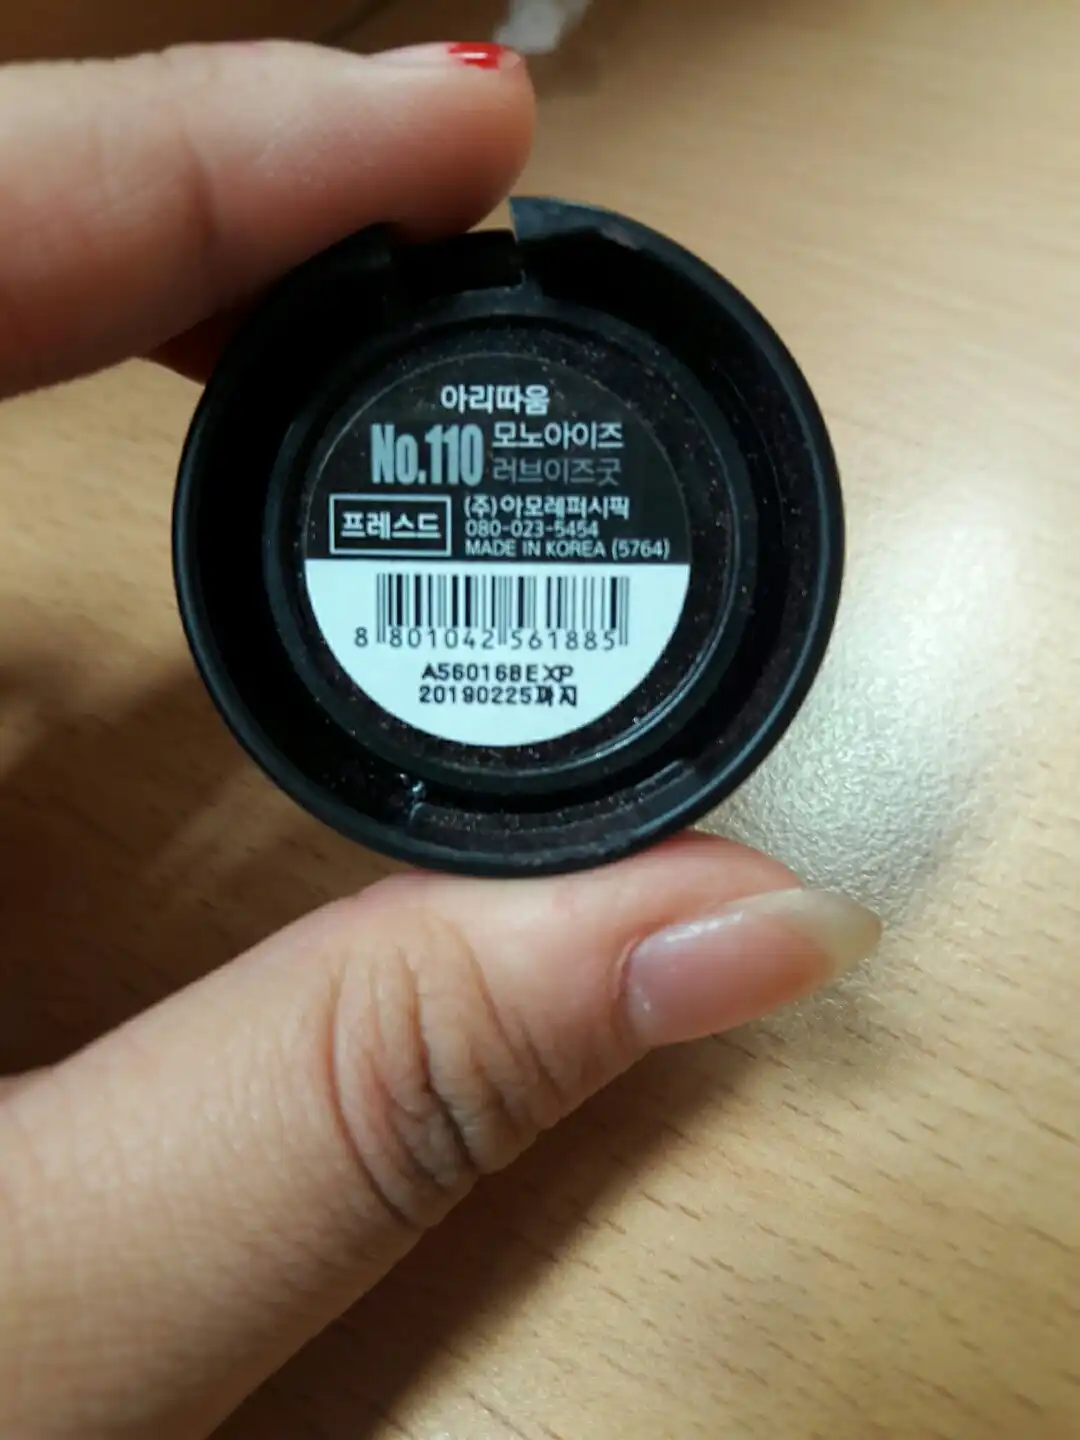 아리따움
No.110 모노아이즈
러브이즈굿
프레스드
(주)아모레퍼시픽
080-023-5454
MADE IN KOREA (5764)
8 801042 561885
A56016BEXP
20190225까지